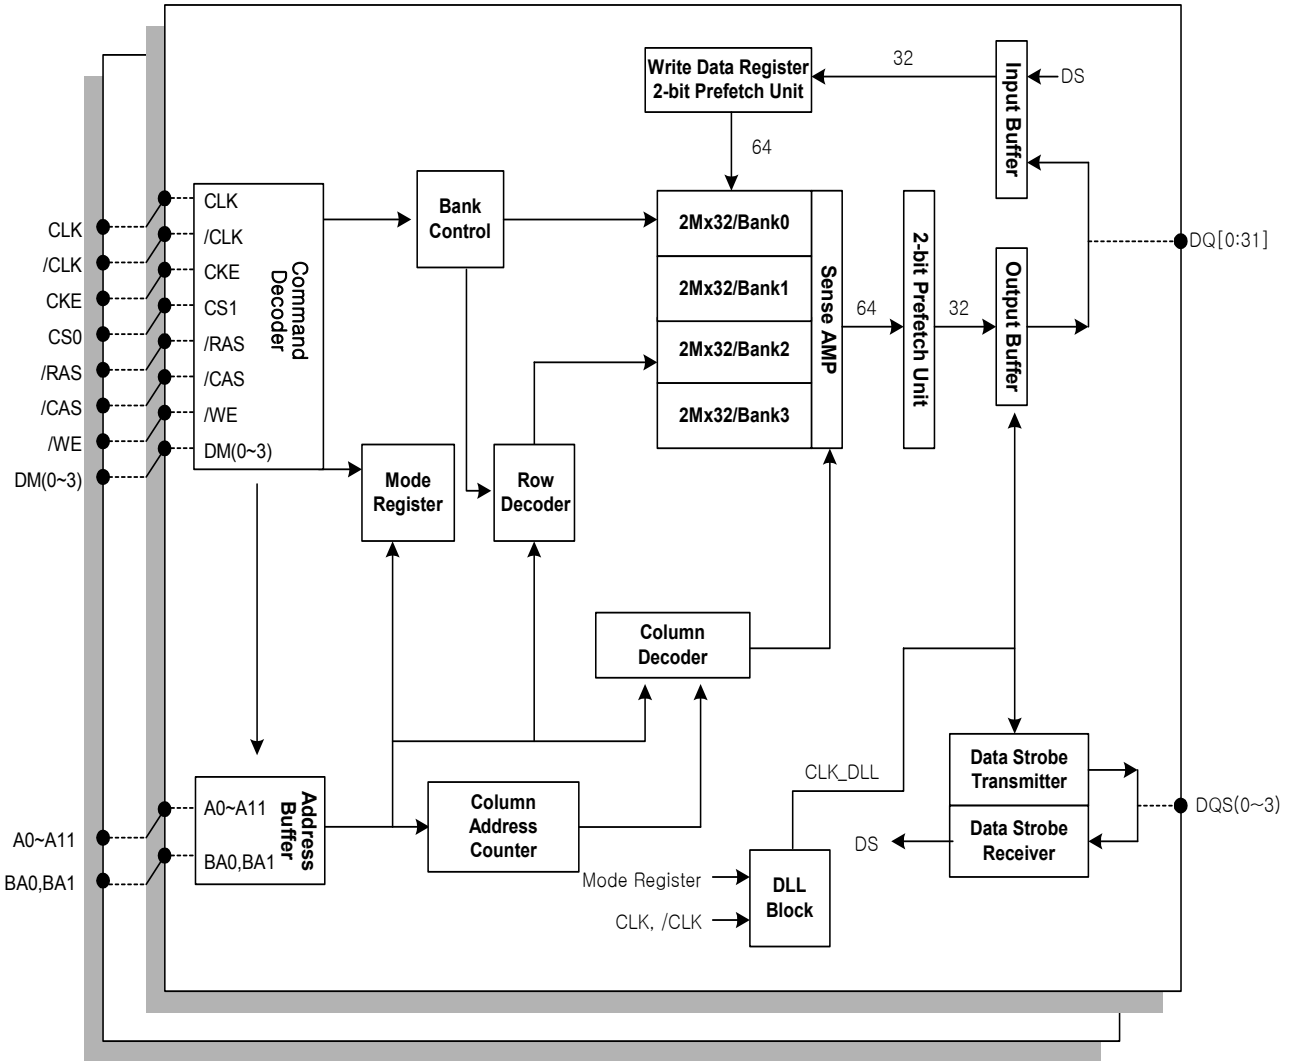 Write Data Register
2-bit Prefetch Unit
32
Input Buffer
DS
64
CLK
/CLK
CKE
CS0
/RAS
/CAS
/WE
DM(0~3)
CLK
/CLK
CKE
CS1
/RAS
/CAS
/WE
DM(0~3)
Command
Decoder
Bank
Control
2Mx32/Bank0
2Mx32/Bank1
2Mx32/Bank2
2Mx32/Bank3
Sense AMP
64
2-bit Prefetch Unit
32
Output Buffer
DQ[0:31]
Mode
Register
Row
Decoder
Column
Decoder
A0~A11
BA0,BA1
A0~A11
BA0,BA1
Address
Buffer
Column
Address
Counter
CLK_DLL
Data Strobe
Transmitter
Data Strobe
Receiver
DQS(0~3)
DS
Mode Register
CLK, /CLK
DLL
Block